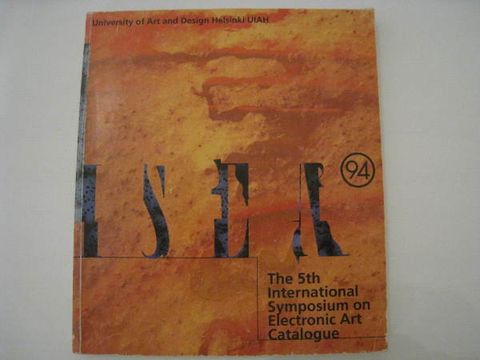 University of Art and Design Helsinki UIAH
ISEA
94
The 5th
International
Symposium on
Electronic Art
Catalogue